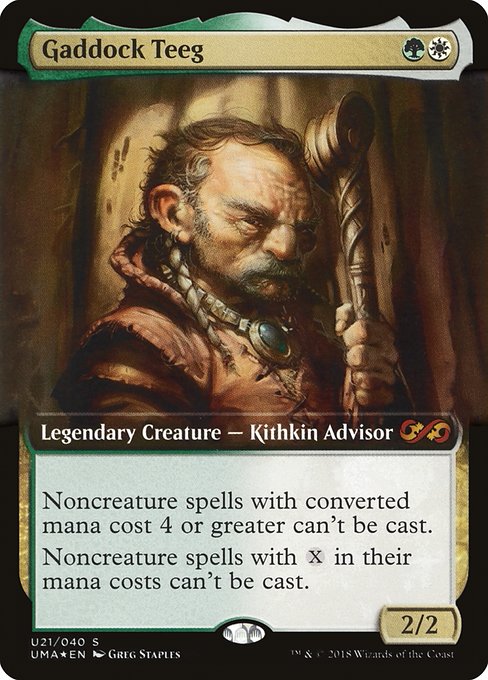 Gaddock Teeg
Legendary Creature — Kithkin Advisor
Noncreature spells with converted
mana cost 4 or greater can't be cast.
Noncreature spells with X in their
mana costs can't be cast.
2/2
U21/040 S
UMA★EN Greg Staples
™ & © 2018 Wizards of the Coast